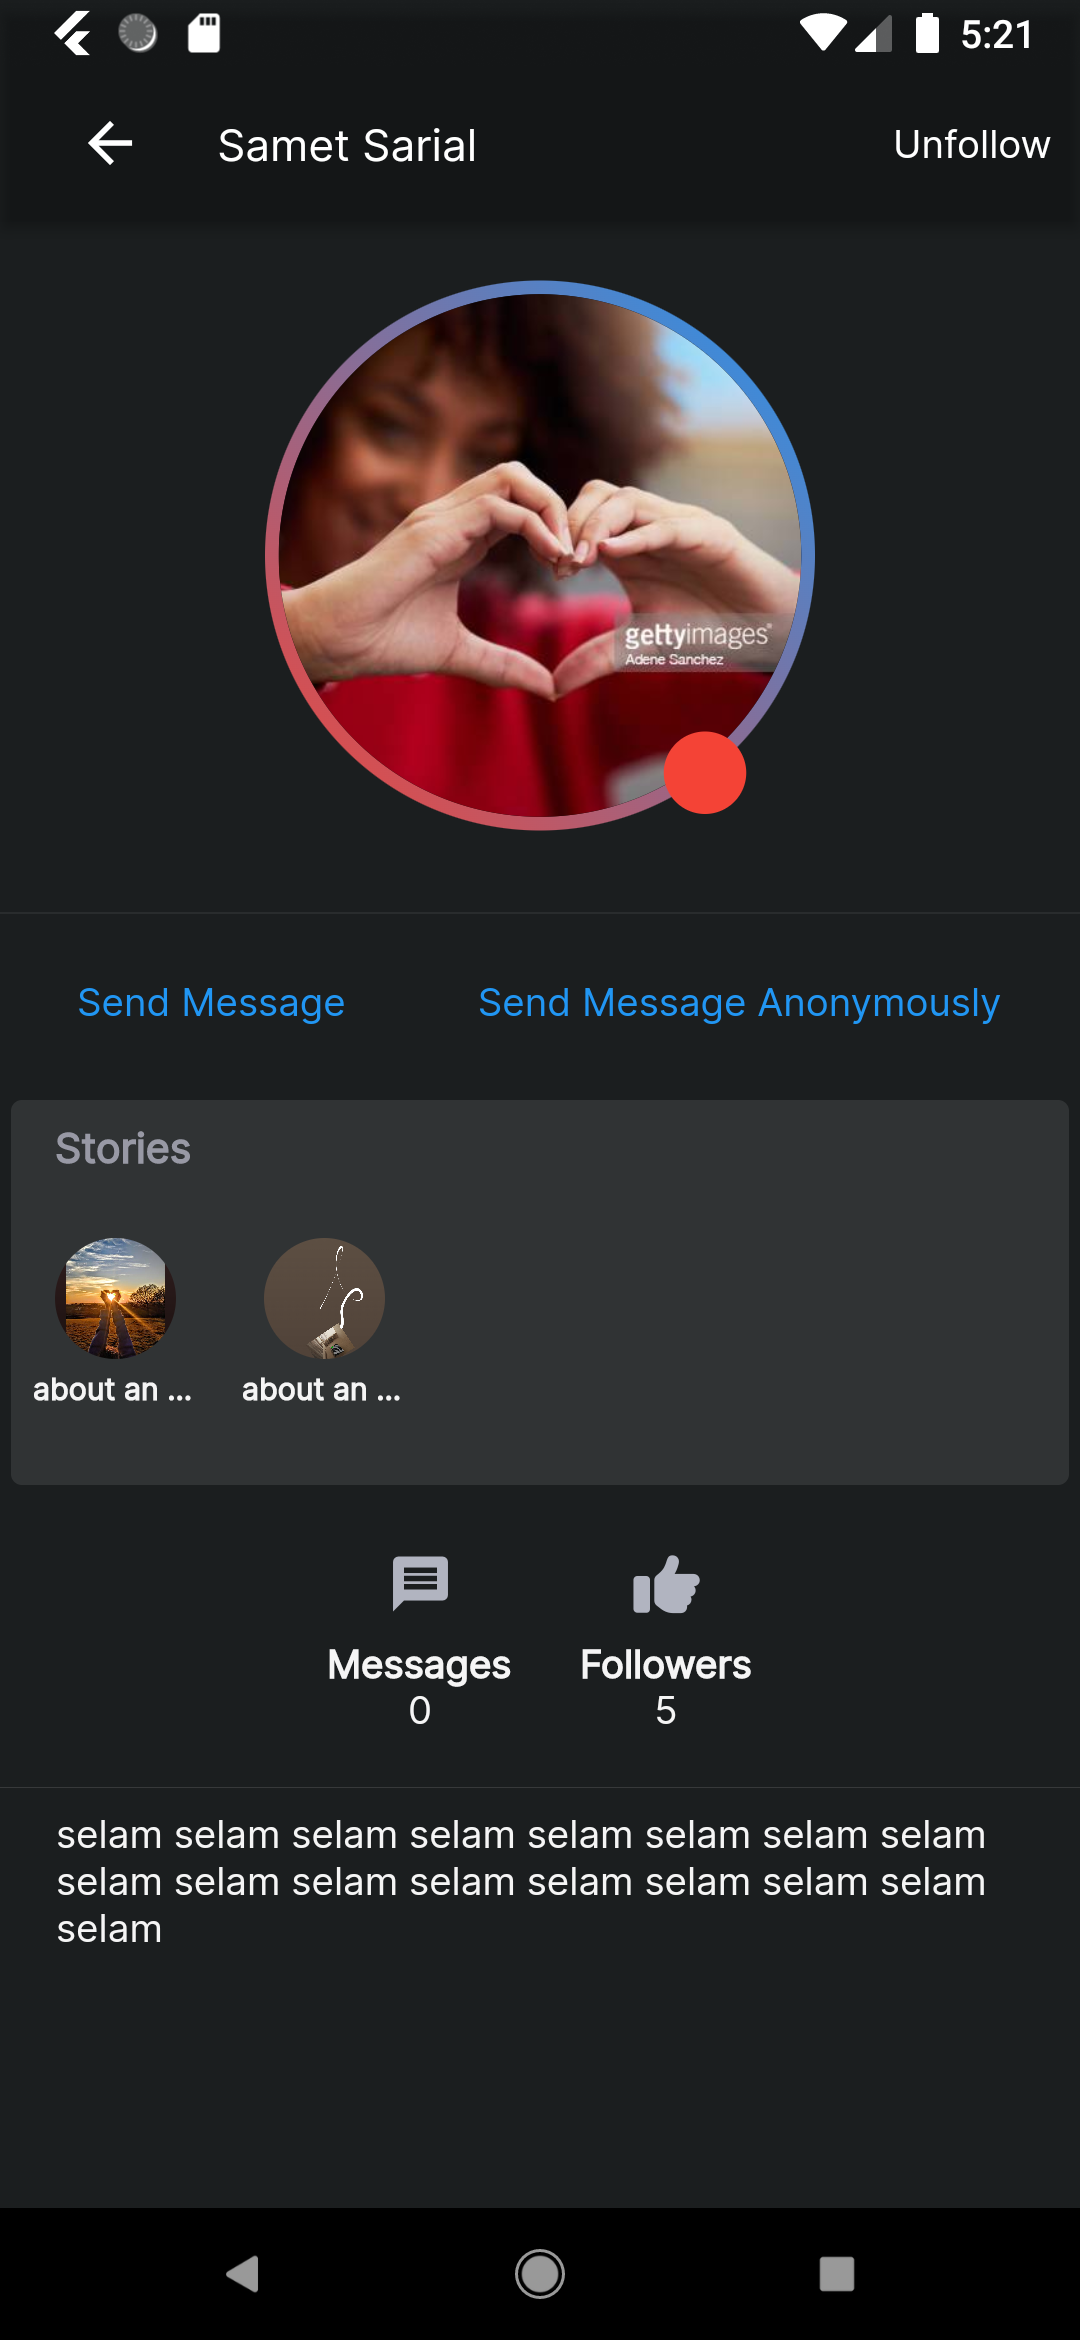 5:21
Samet Sarial
Unfollow
gettyimages®
Adene Sanchez
Send Message
Send Message Anonymously
Stories
about an ...
about an ...
Messages
0
Followers
5
selam selam selam selam selam selam selam selam
selam selam selam selam selam selam selam selam
selam